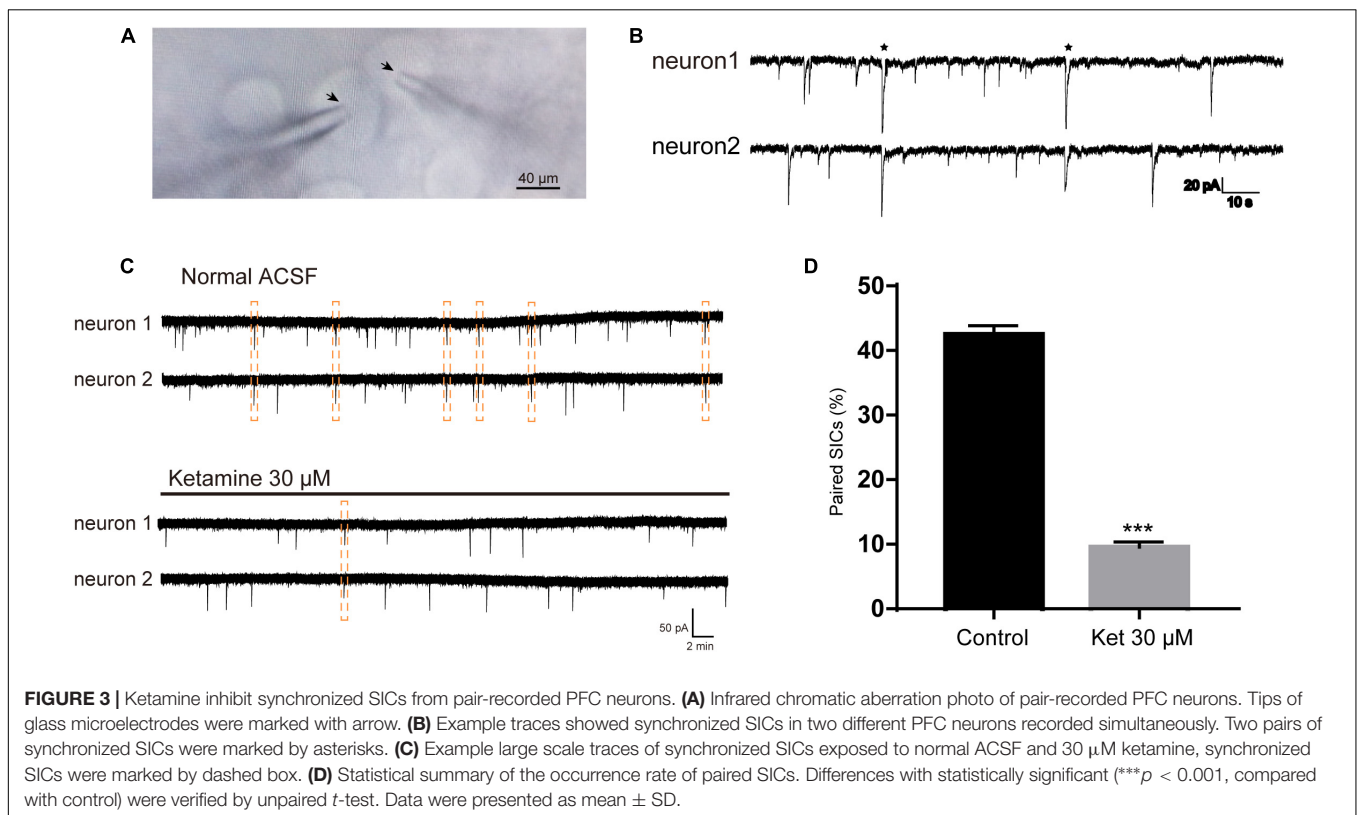 A
40 µm
B
neuron1
neuron2
20 pA
10 s
C
Normal ACSF
neuron 1
neuron 2
Ketamine 30 µM
neuron 1
neuron 2
50 pA
2 min
D
Paired SICs (%)
50
40
30
20
10
0
***
Control
Ket 30 µM
FIGURE 3 | Ketamine inhibit synchronized SICs from pair-recorded PFC neurons. (A) Infrared chromatic aberration photo of pair-recorded PFC neurons. Tips of
glass microelectrodes were marked with arrow. (B) Example traces showed synchronized SICs in two different PFC neurons recorded simultaneously. Two pairs of
synchronized SICs were marked by asterisks. (C) Example large scale traces of synchronized SICs exposed to normal ACSF and 30 µM ketamine, synchronized
SICs were marked by dashed box. (D) Statistical summary of the occurrence rate of paired SICs. Differences with statistically significant (***p < 0.001, compared
with control) were verified by unpaired t-test. Data were presented as mean ± SD.